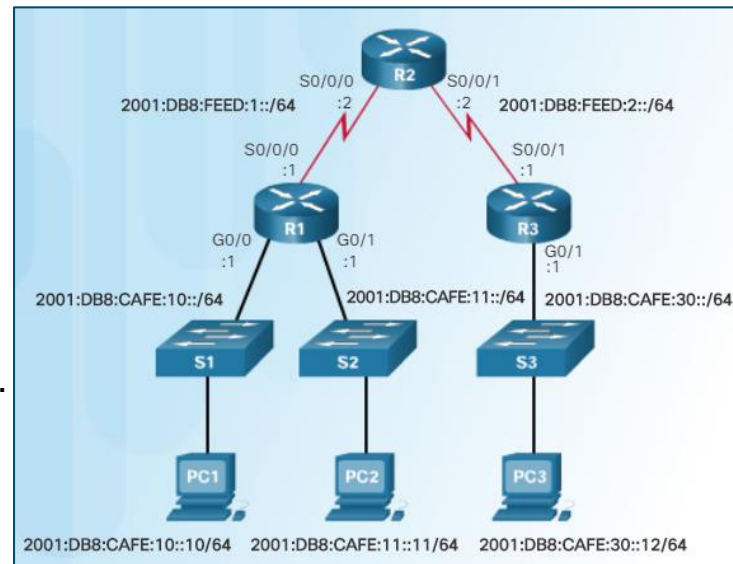 R2
S0/0/0 S0/0/1
:2 :2
2001:DB8:FEED:1::/64 2001:DB8:FEED:2::/64
S0/0/0 S0/0/1
:1 :1
R1 R3
G0/0 G0/1 G0/1
:1 :1 :1
2001:DB8:CAFE:10::/64 2001:DB8:CAFE:11::/64 2001:DB8:CAFE:30::/64
S1 S2 S3
.
PC1 PC2 PC3
2001:DB8:CAFE:10::10/64 2001:DB8:CAFE:11::11/64 2001:DB8:CAFE:30::12/64